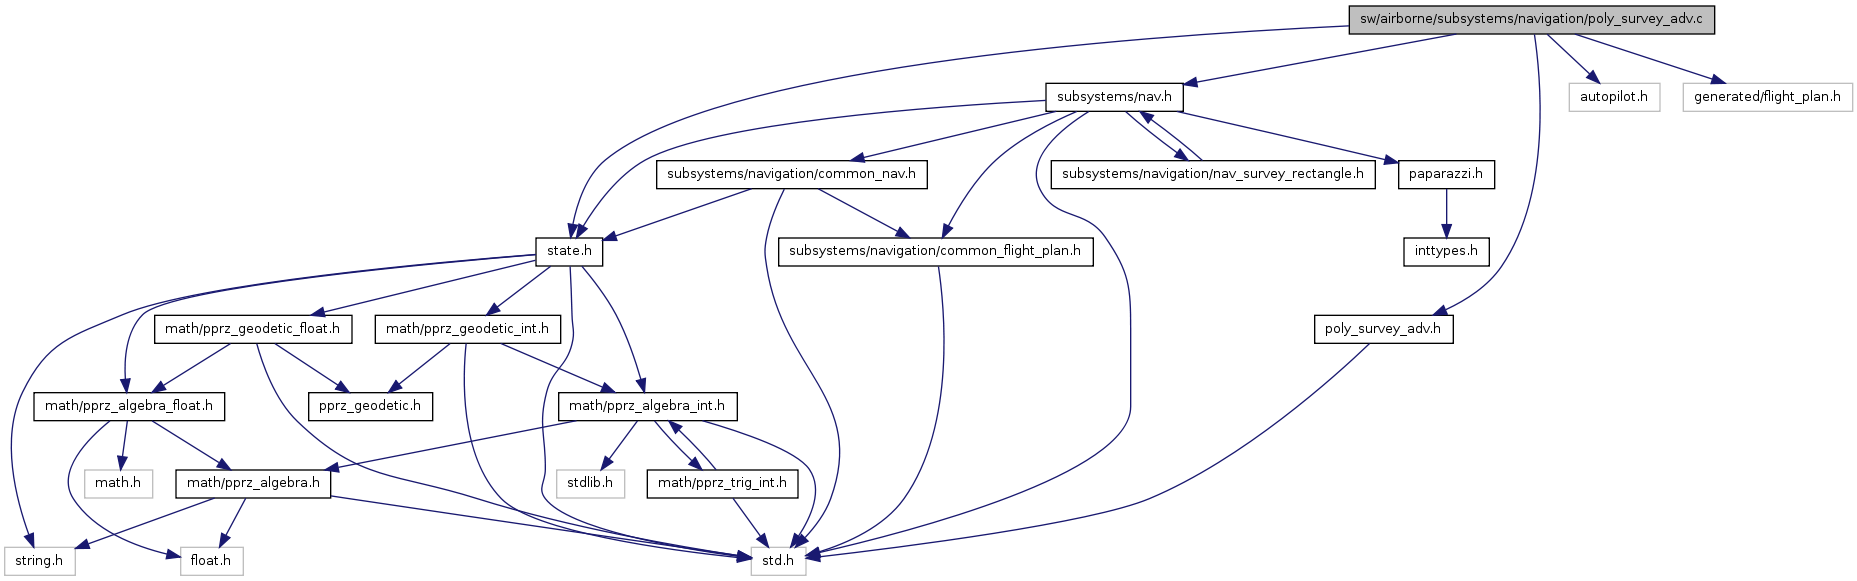 sw/airborne/subsystems/navigation/poly_survey_adv.c
subsystems/nav.h
autopilot.h
generated/flight_plan.h
subsystems/navigation/common_nav.h
subsystems/navigation/nav_survey_rectangle.h
paparazzi.h
state.h
subsystems/navigation/common_flight_plan.h
inttypes.h
math/pprz_geodetic_float.h
math/pprz_geodetic_int.h
poly_survey_adv.h
math/pprz_algebra_float.h
pprz_geodetic.h
math/pprz_algebra_int.h
math.h
math/pprz_algebra.h
stdlib.h
math/pprz_trig_int.h
string.h
float.h
std.h